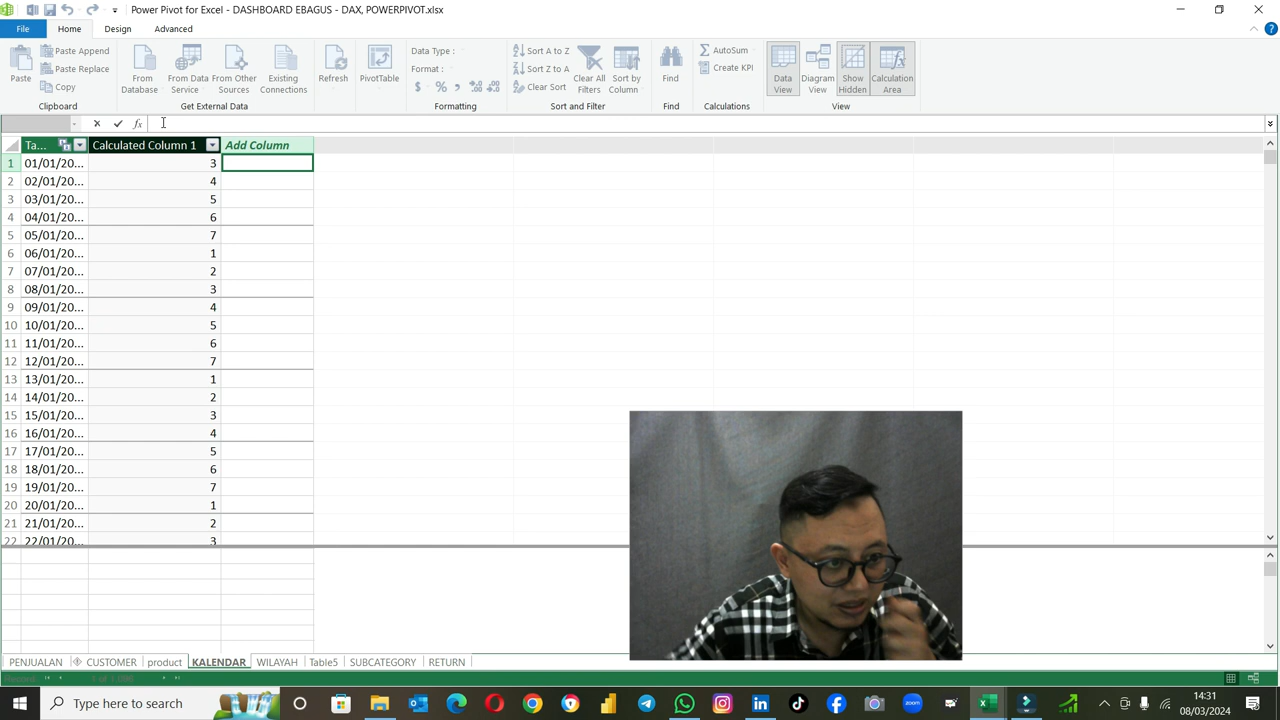 Power Pivot for Excel - DASHBOARD EBAGUS - DAX, POWERPIVOT.xlsx
File Home Design Advanced
Paste Paste Append Paste Replace Copy
Clipboard
From Database From Data Service From Other Sources Existing Connections
Get External Data
Refresh
PivotTable
Data Type :
Format :
$ % , .00 .00
Formatting
Sort A to Z
Sort Z to A
Clear Sort
Clear All Filters
Sort by Column
Sort and Filter
Find
Find
AutoSum
Create KPI
Calculations
Data View
Diagram View
Show Hidden
Calculation Area
View
fx
Ta... Calculated Column 1 Add Column
1 01/01/20... 3
2 02/01/20... 4
3 03/01/20... 5
4 04/01/20... 6
5 05/01/20... 7
6 06/01/20... 1
7 07/01/20... 2
8 08/01/20... 3
9 09/01/20... 4
10 10/01/20... 5
11 11/01/20... 6
12 12/01/20... 7
13 13/01/20... 1
14 14/01/20... 2
15 15/01/20... 3
16 16/01/20... 4
17 17/01/20... 5
18 18/01/20... 6
19 19/01/20... 7
20 20/01/20... 1
21 21/01/20... 2
22 22/01/20... 3
PENJUALAN CUSTOMER product KALENDAR WILAYAH Table5 SUBCATEGORY RETURN
Type here to search
14:31
08/03/2024